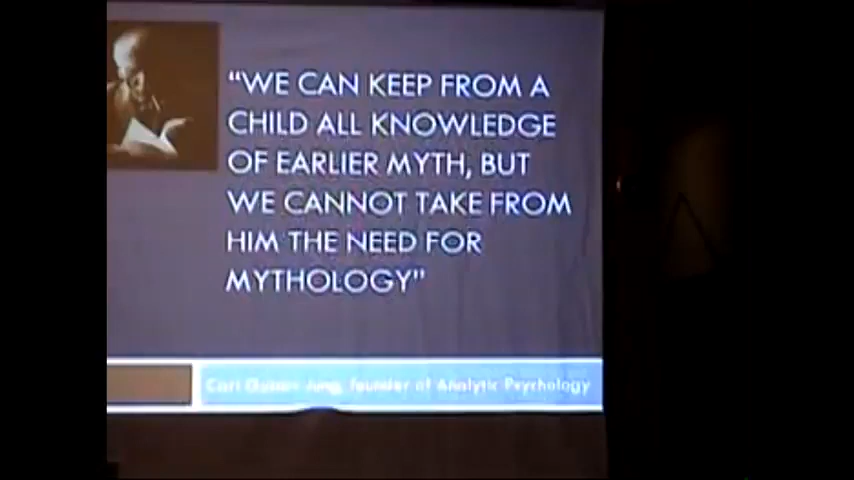 “WE CAN KEEP FROM A
CHILD ALL KNOWLEDGE
OF EARLIER MYTH, BUT
WE CANNOT TAKE FROM
HIM THE NEED FOR
MYTHOLOGY”
Carl Gustav Jung, founder of Analytic Psychology